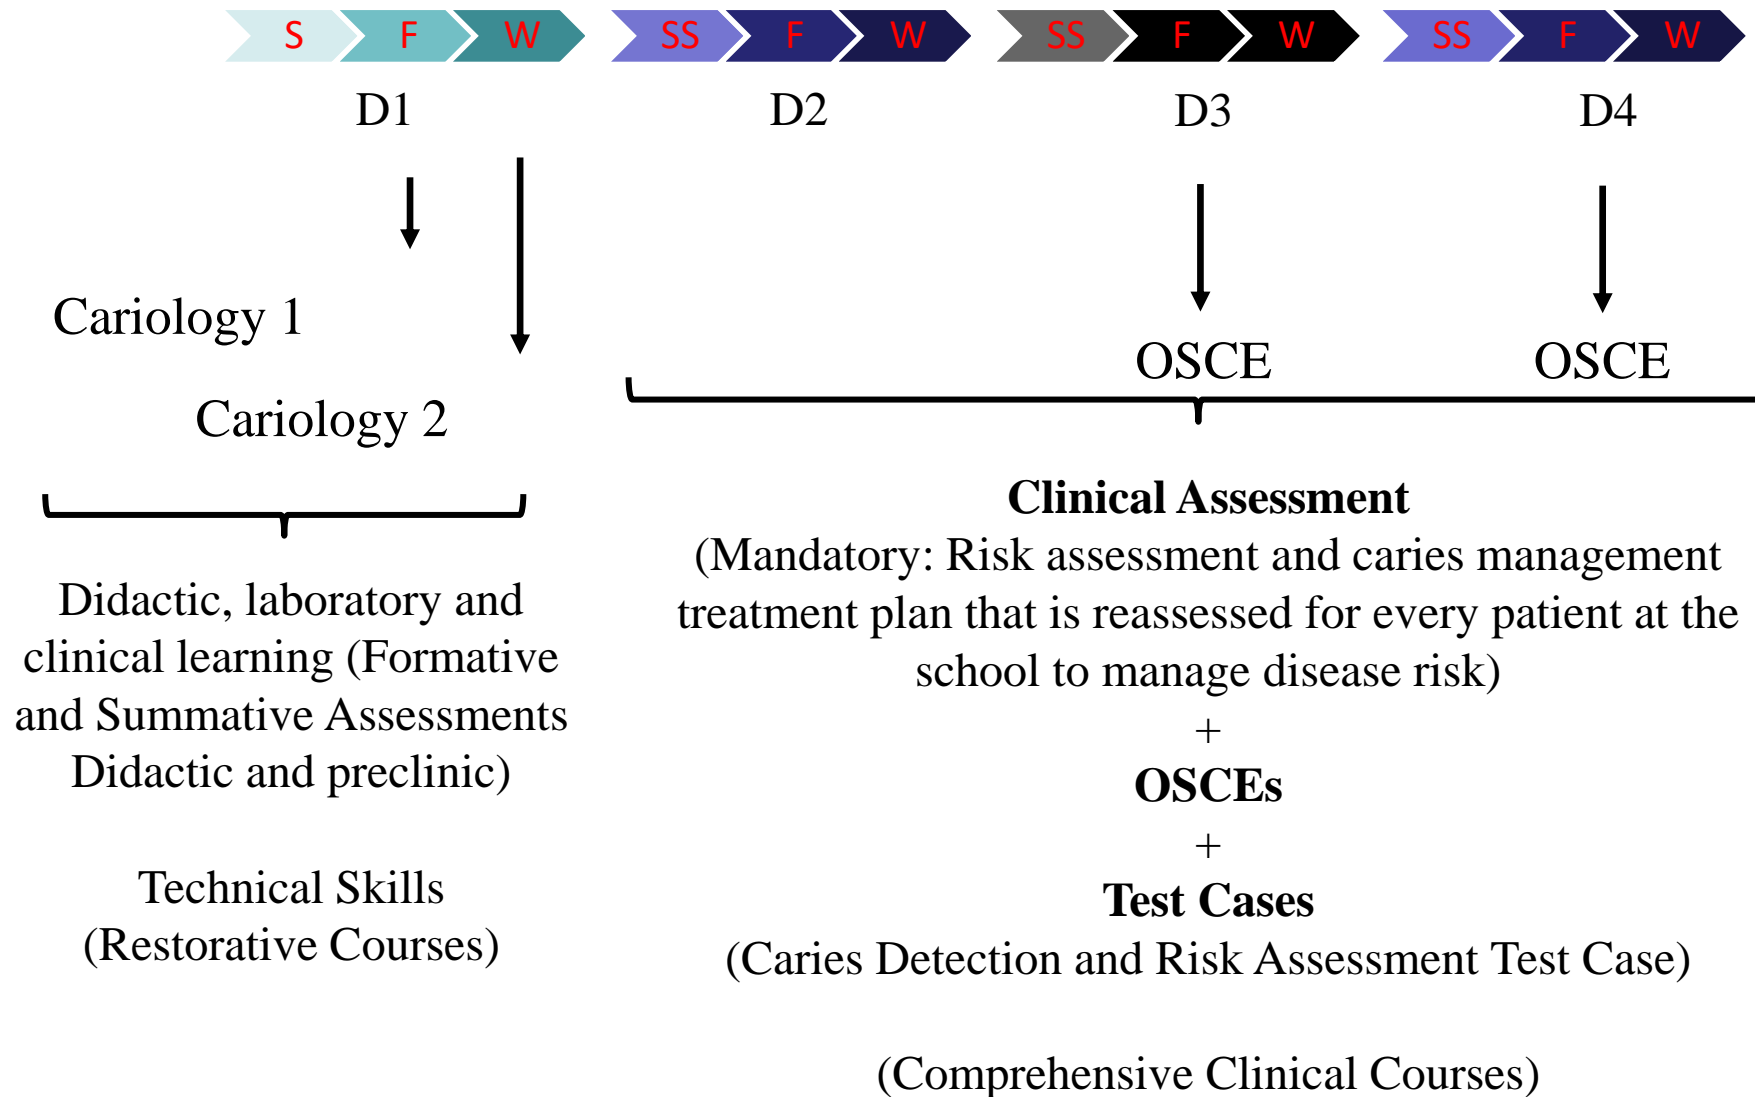 S F W SS F W SS F W SS F W
D1 D2 D3 D4
Cariology 1
OSCE OSCE
Cariology 2
Didactic, laboratory and
clinical learning (Formative
and Summative Assessments
Didactic and preclinic)
Technical Skills
(Restorative Courses)
Clinical Assessment
(Mandatory: Risk assessment and caries management
treatment plan that is reassessed for every patient at the
school to manage disease risk)
+
OSCEs
+
Test Cases
(Caries Detection and Risk Assessment Test Case)
(Comprehensive Clinical Courses)